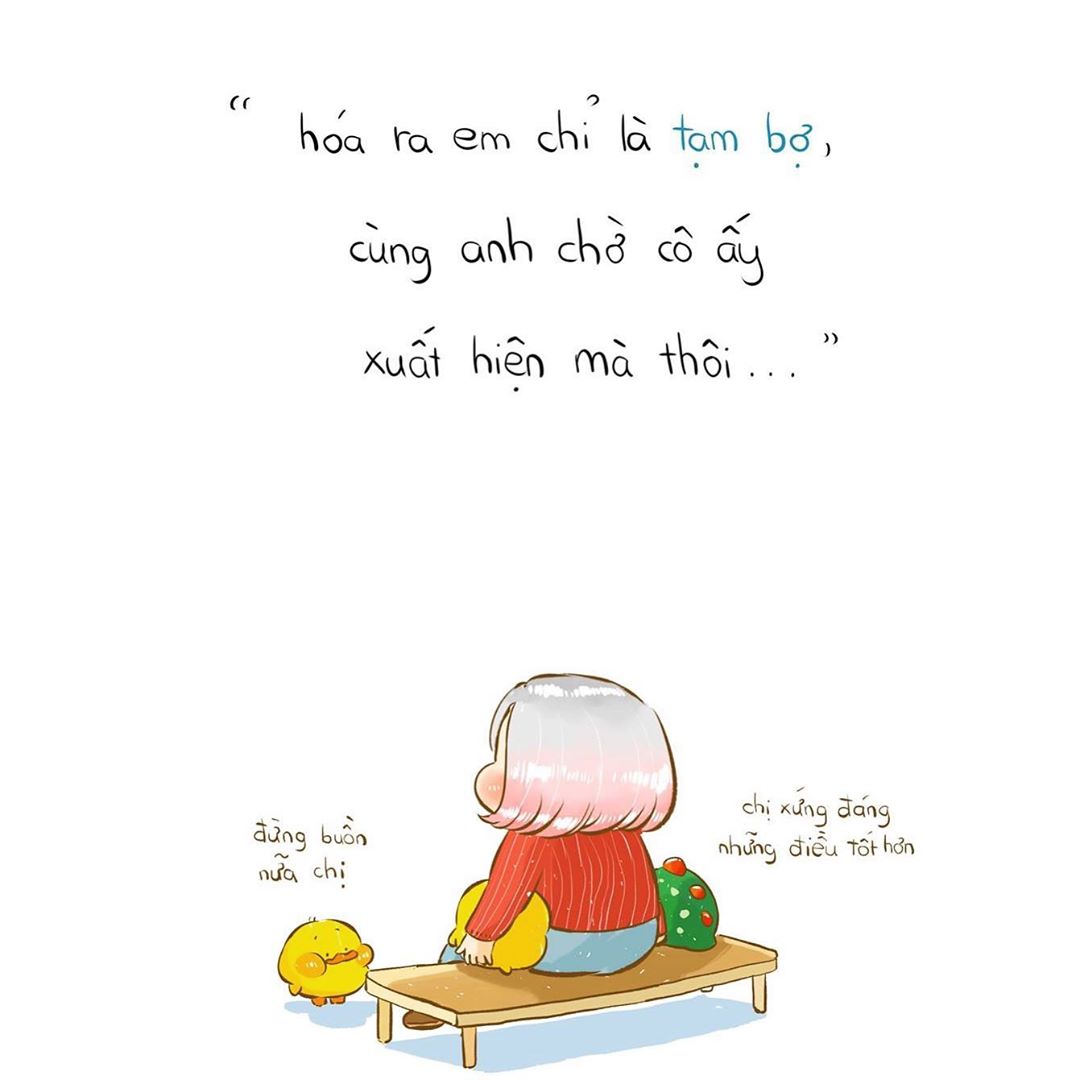 “ hóa ra em chỉ là tạm bợ,
cùng anh chờ cô ấy
xuất hiện mà thôi... ”
đừng buồn
nữa chị
chị xứng đáng
những điều tốt hơn